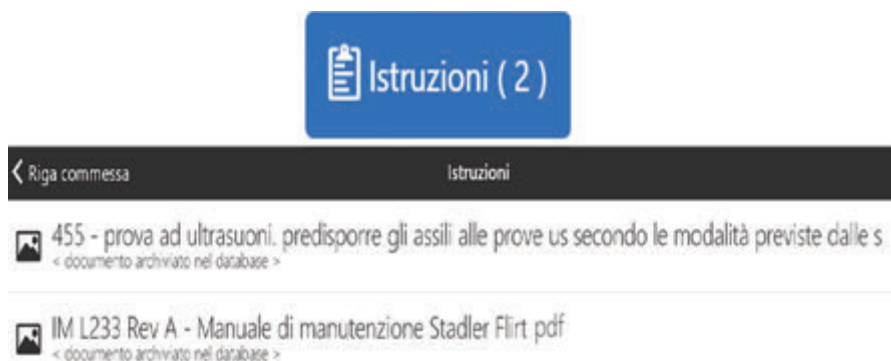 Istruzioni ( 2 )
Riga commessa
Istruzioni
455 - prova ad ultrasuoni. predisporre gli assili alle prove us secondo le modalità previste dalle s
< documento archiviato nel database >
IM L233 Rev A - Manuale di manutenzione Stadler Flirt pdf
< documento archiviato nel database >